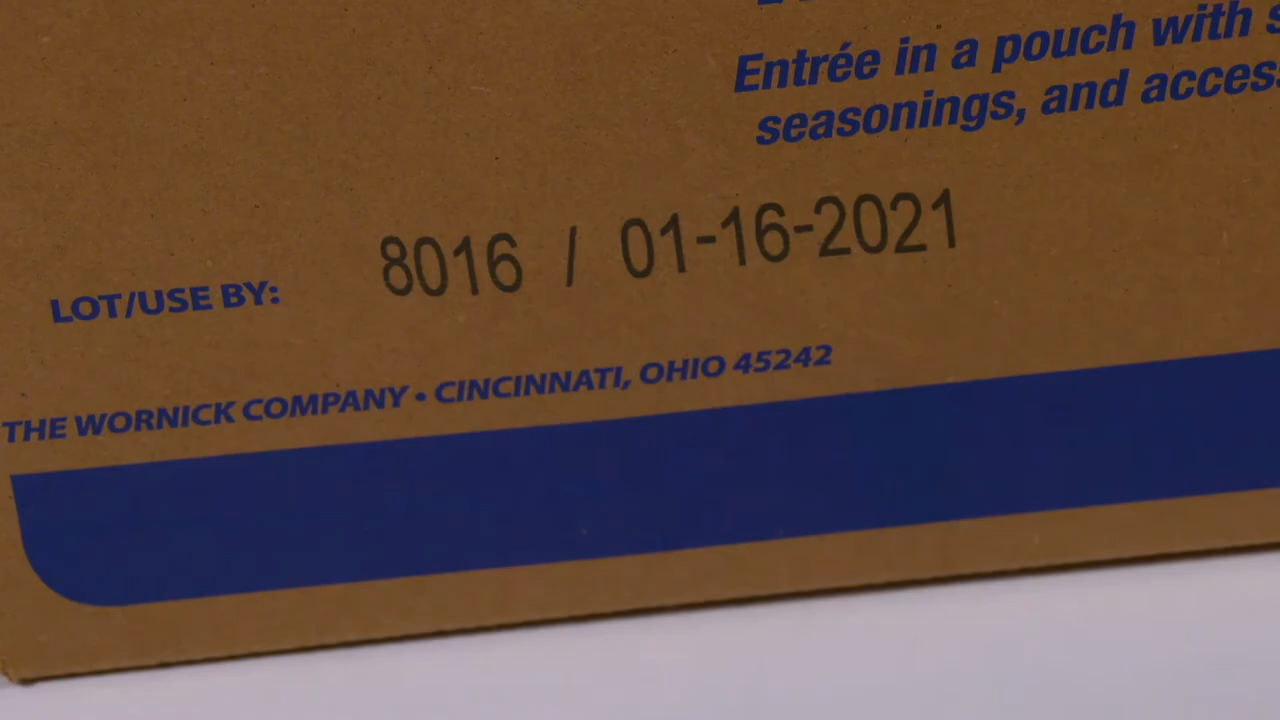 Entrée in a pouch with
seasonings, and
8016 / 01-16-2021
LOT/USE BY:
THE WORNICK COMPANY • CINCINNATI, OHIO 45242